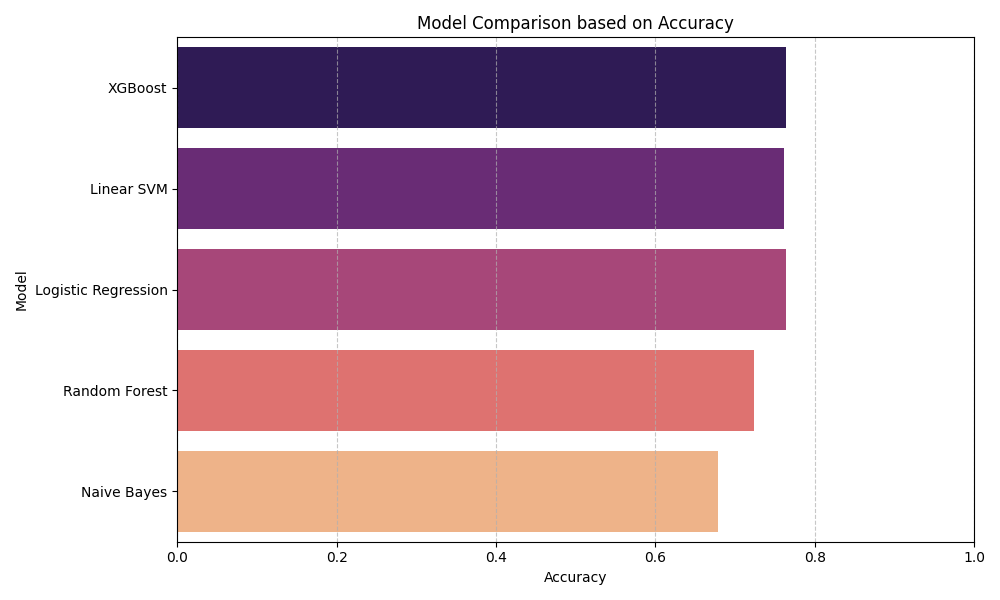 Model Comparison based on Accuracy
Model
XGBoost
Linear SVM
Logistic Regression
Random Forest
Naive Bayes
0.0 0.2 0.4 0.6 0.8 1.0
Accuracy